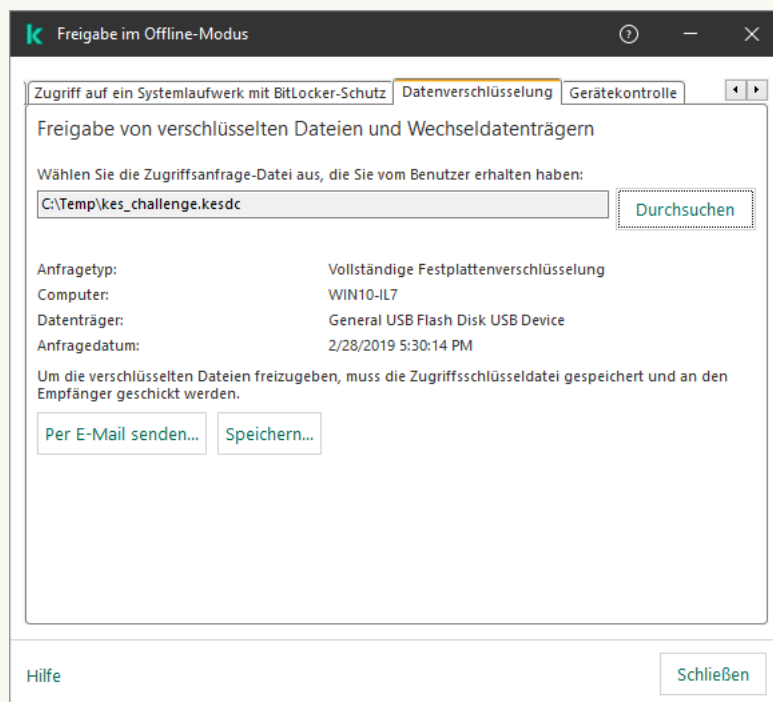 Freigabe im Offline-Modus
Zugriff auf ein Systemlaufwerk mit BitLocker-Schutz Datenverschlüsselung Gerätekontrolle
Freigabe von verschlüsselten Dateien und Wechseldatenträgern
Wählen Sie die Zugriffsanfrage-Datei aus, die Sie vom Benutzer erhalten haben:
C:\Temp\kes_challenge.kesdc Durchsuchen
Anfragetyp: Vollständige Festplattenverschlüsselung
Computer: WIN10-IL7
Datenträger: General USB Flash Disk USB Device
Anfragedatum: 2/28/2019 5:30:14 PM
Um die verschlüsselten Dateien freizugeben, muss die Zugriffsschlüsseldatei gespeichert und an den
Empfänger geschickt werden.
Per E-Mail senden... Speichern...
Hilfe Schließen